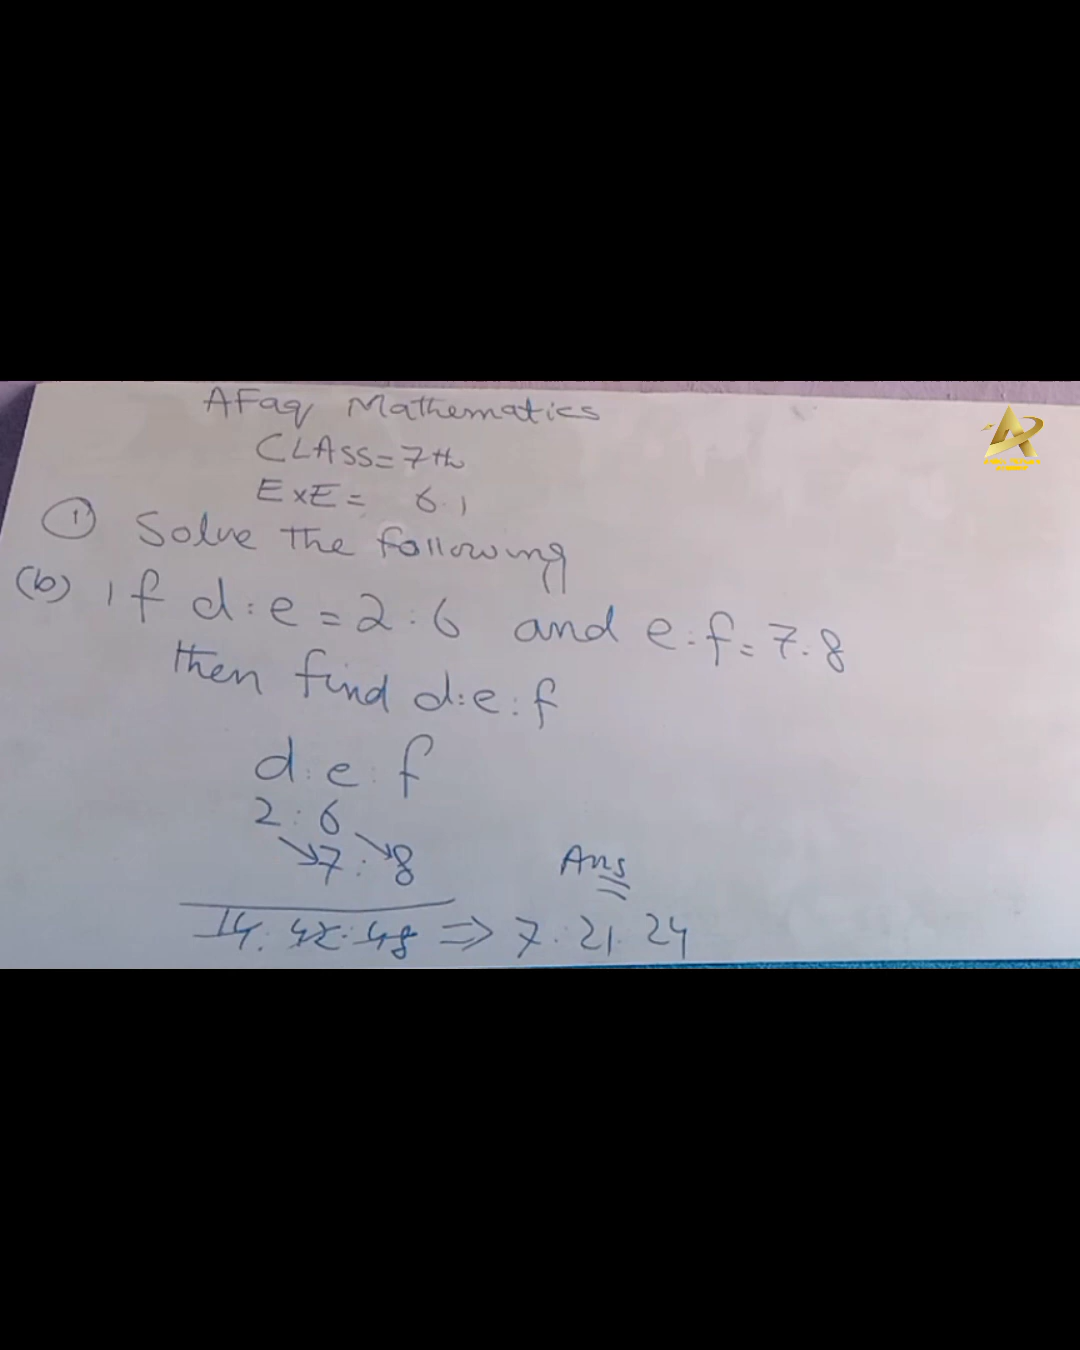 AFaq Mathematics
CLASS=7th
ExE= 6.1
① Solve the following
(b) If d:e=2:6 and e:f=7.8
then find d:e:f
d:e:f
2:6
7:8
Ans
14:42:48 ⇒ 7:21:24